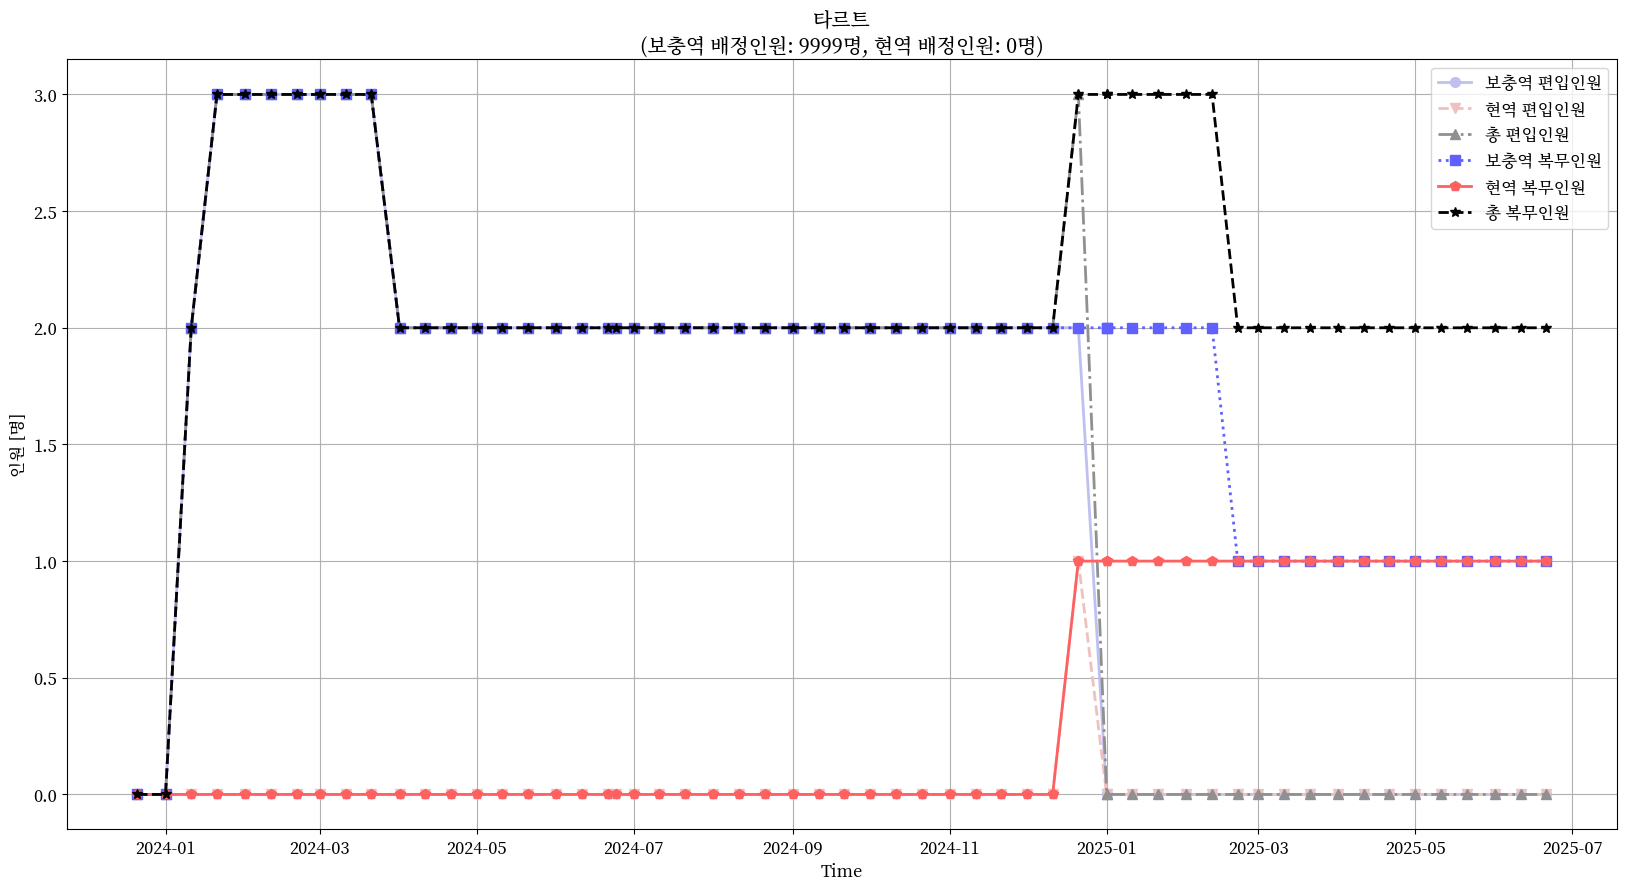 타르트
(보충역 배정인원: 9999명, 현역 배정인원: 0명)
보충역 편입인원
현역 편입인원
총 편입인원
보충역 복무인원
현역 복무인원
총 복무인원
인원 [명]
3.0
2.5
2.0
1.5
1.0
0.5
0.0
2024-01
2024-03
2024-05
2024-07
2024-09
2024-11
2025-01
2025-03
2025-05
2025-07
Time